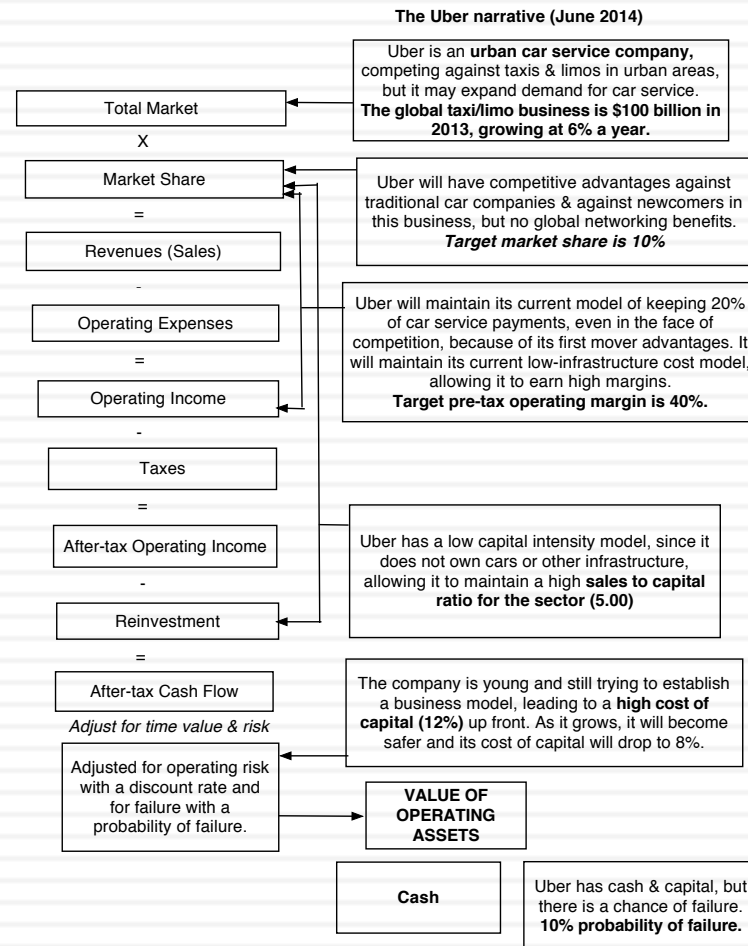 The Uber narrative (June 2014)
Uber is an urban car service company,
competing against taxis & limos in urban areas,
but it may expand demand for car service.
The global taxi/limo business is $100 billion in
2013, growing at 6% a year.
Total Market
X
Market Share
Uber will have competitive advantages against
traditional car companies & against newcomers in
this business, but no global networking benefits.
Target market share is 10%
=
Revenues (Sales)
-
Operating Expenses
Uber will maintain its current model of keeping 20%
of car service payments, even in the face of
competition, because of its first mover advantages. It
will maintain its current low-infrastructure cost model,
allowing it to earn high margins.
Target pre-tax operating margin is 40%.
=
Operating Income
-
Taxes
=
After-tax Operating Income
Uber has a low capital intensity model, since it
does not own cars or other infrastructure,
allowing it to maintain a high sales to capital
ratio for the sector (5.00)
-
Reinvestment
=
After-tax Cash Flow
The company is young and still trying to establish
a business model, leading to a high cost of
capital (12%) up front. As it grows, it will become
safer and its cost of capital will drop to 8%.
Adjust for time value & risk
Adjusted for operating risk
with a discount rate and
for failure with a
probability of failure.
VALUE OF
OPERATING
ASSETS
Cash
Uber has cash & capital, but
there is a chance of failure.
10% probability of failure.